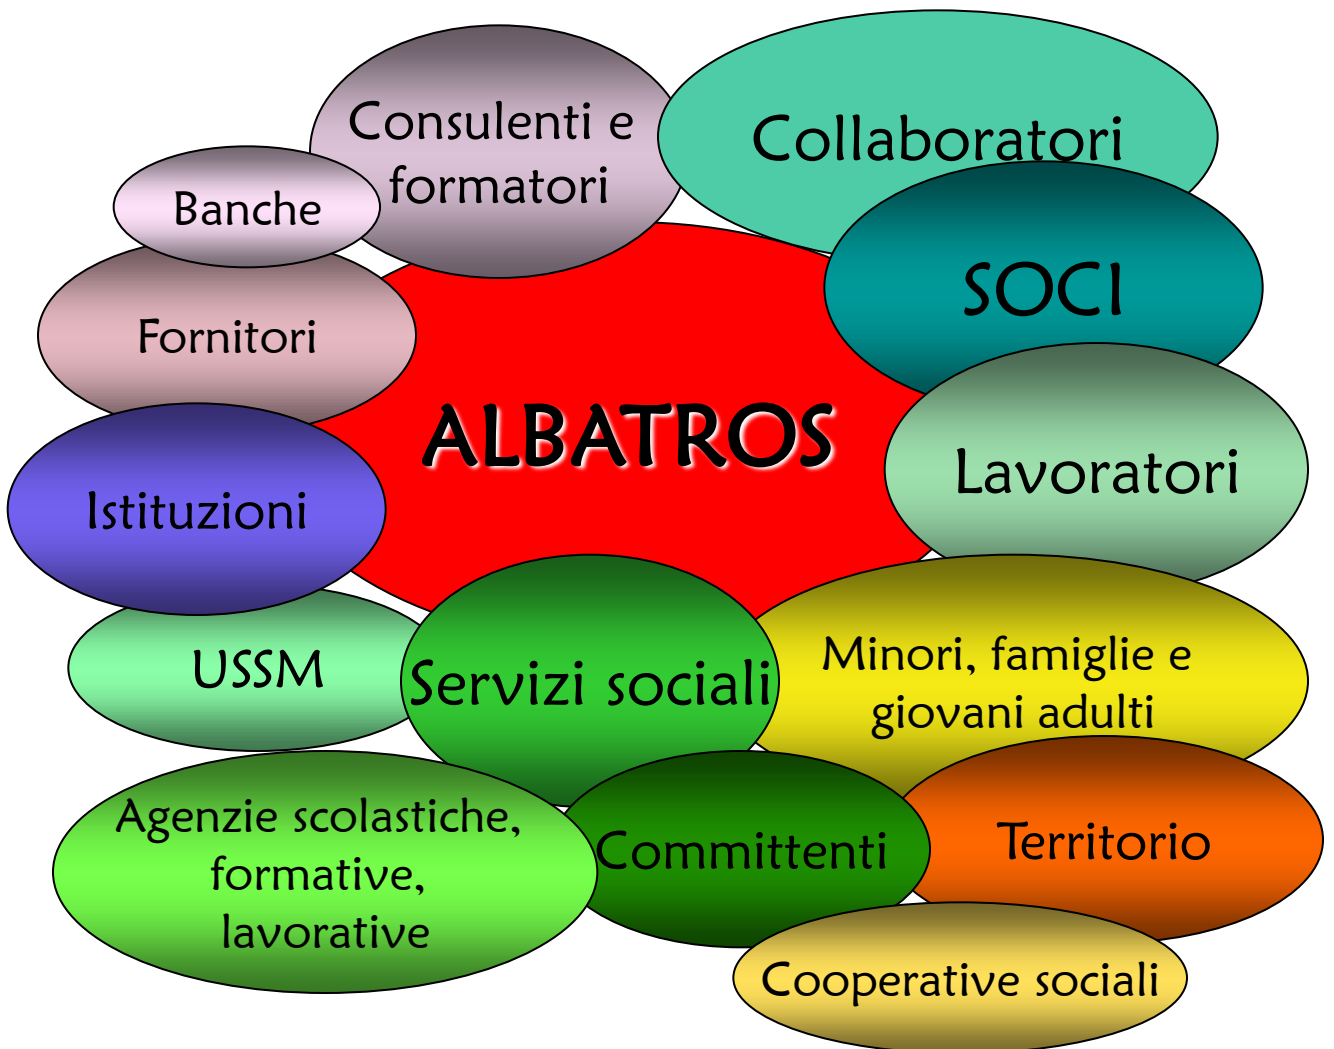 Consulenti e
formatori
Collaboratori
Banche
SOCI
Fornitori
ALBATROS
Lavoratori
Istituzioni
USSM
Servizi sociali
Minori, famiglie e
giovani adulti
Agenzie scolastiche,
formative,
lavorative
Committenti
Territorio
Cooperative sociali